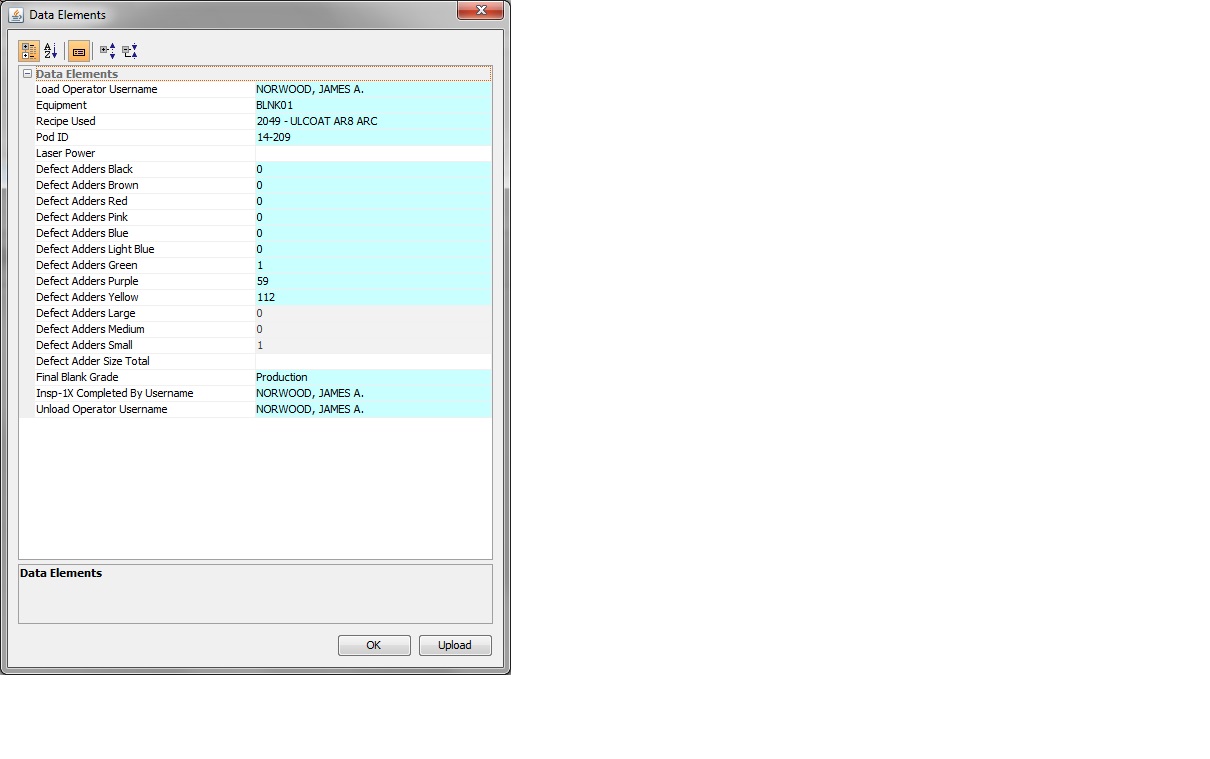 Data Elements
Data Elements
Load Operator Username NORWOOD, JAMES A.
Equipment BLNK01
Recipe Used 2049 - ULCOAT AR8 ARC
Pod ID 14-209
Laser Power
Defect Adders Black 0
Defect Adders Brown 0
Defect Adders Red 0
Defect Adders Pink 0
Defect Adders Blue 0
Defect Adders Light Blue 0
Defect Adders Green 1
Defect Adders Purple 59
Defect Adders Yellow 112
Defect Adders Large 0
Defect Adders Medium 0
Defect Adders Small 1
Defect Adder Size Total
Final Blank Grade Production
Insp-1X Completed By Username NORWOOD, JAMES A.
Unload Operator Username NORWOOD, JAMES A.
Data Elements
OK Upload